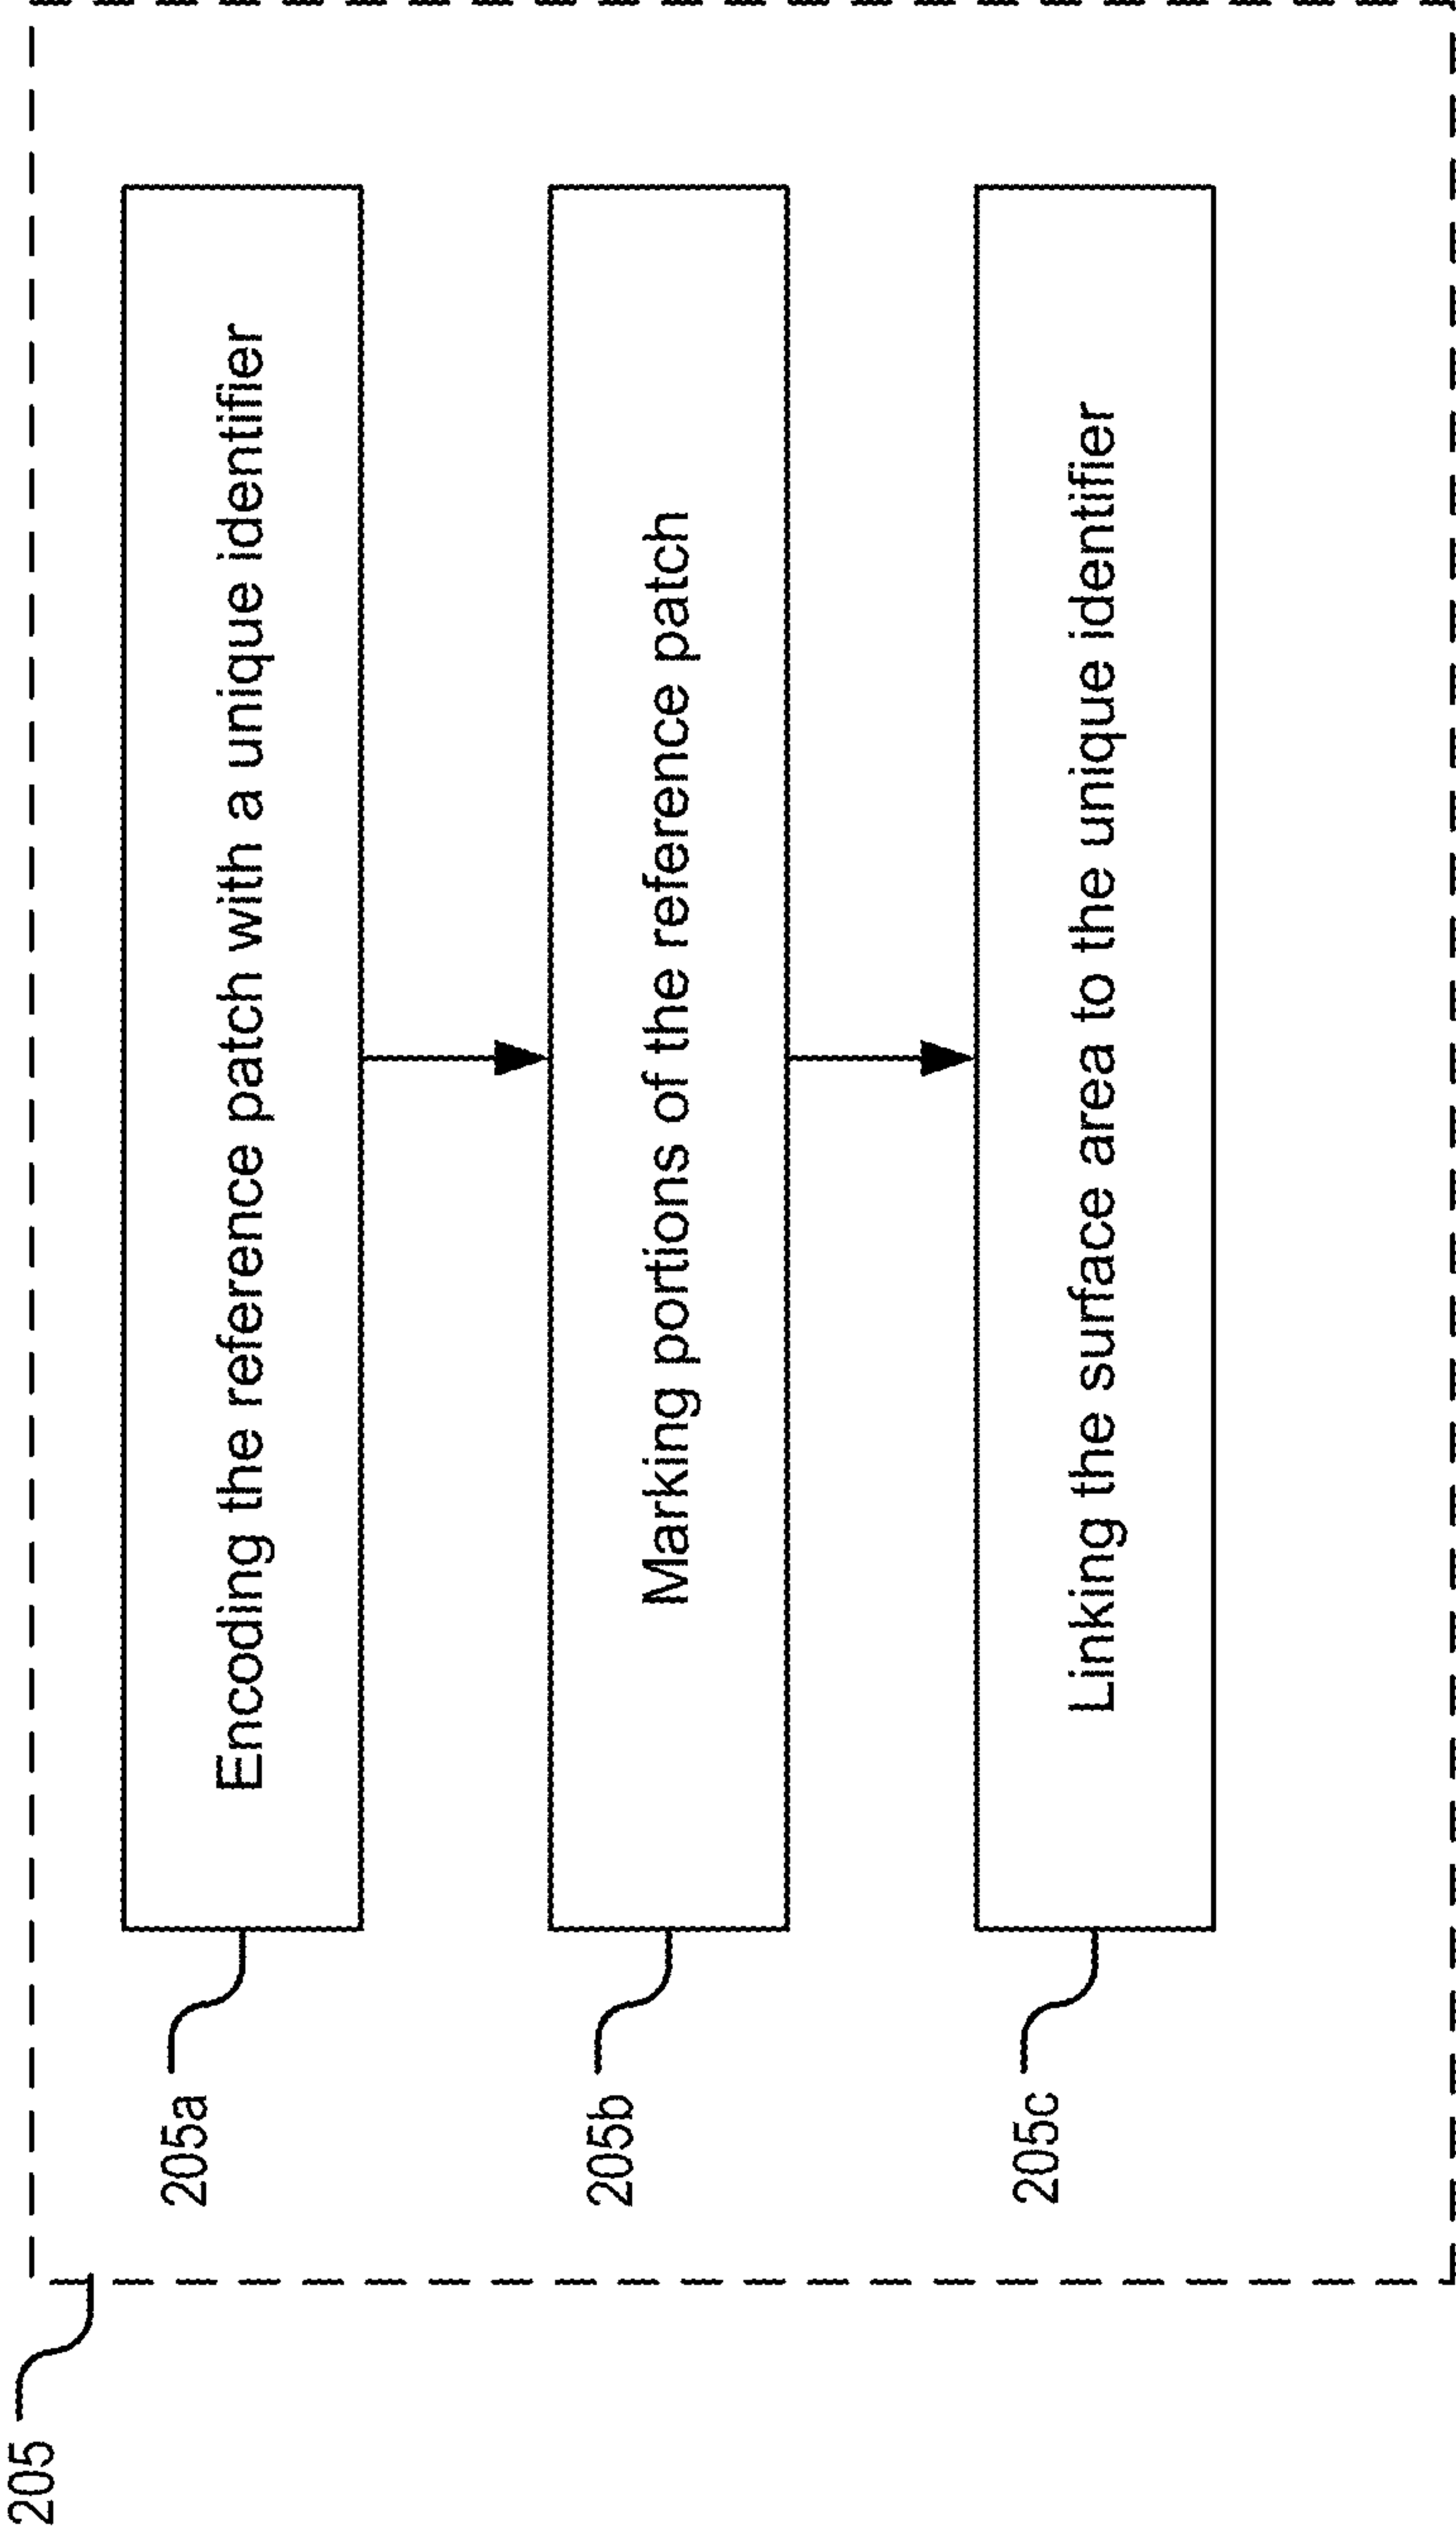 205
205a
Encoding the reference patch with a unique identifier
205b
Marking portions of the reference patch
205c
Linking the surface area to the unique identifier